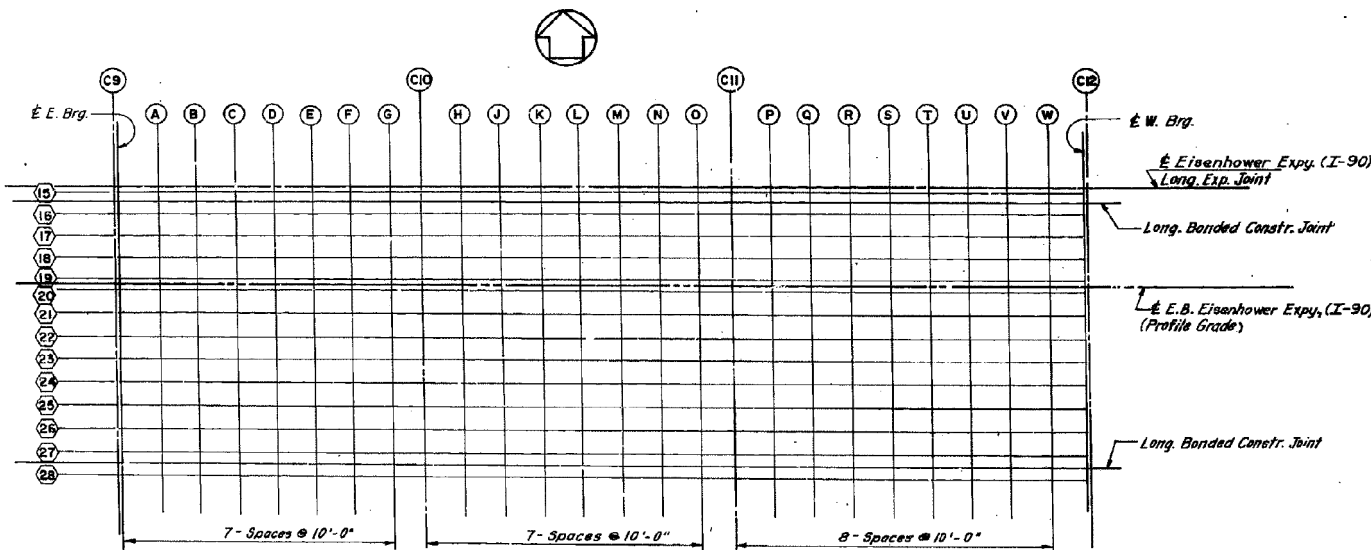 C9 C10 C11 C12
A B C D E F G H J K L M N O P Q R S T U V W
℄ E. Brg.
℄ W. Brg.
℄ Eisenhower Expy. (I-90)
Long. Exp. Joint
Long. Bonded Constr. Joint
℄ E.B. Eisenhower Expy. (I-90)
(Profile Grade)
Long. Bonded Constr. Joint
15
16
17
18
19
20
21
22
23
24
25
26
27
28
7 - Spaces @ 10'-0" 7 - Spaces @ 10'-0" 8 - Spaces @ 10'-0"